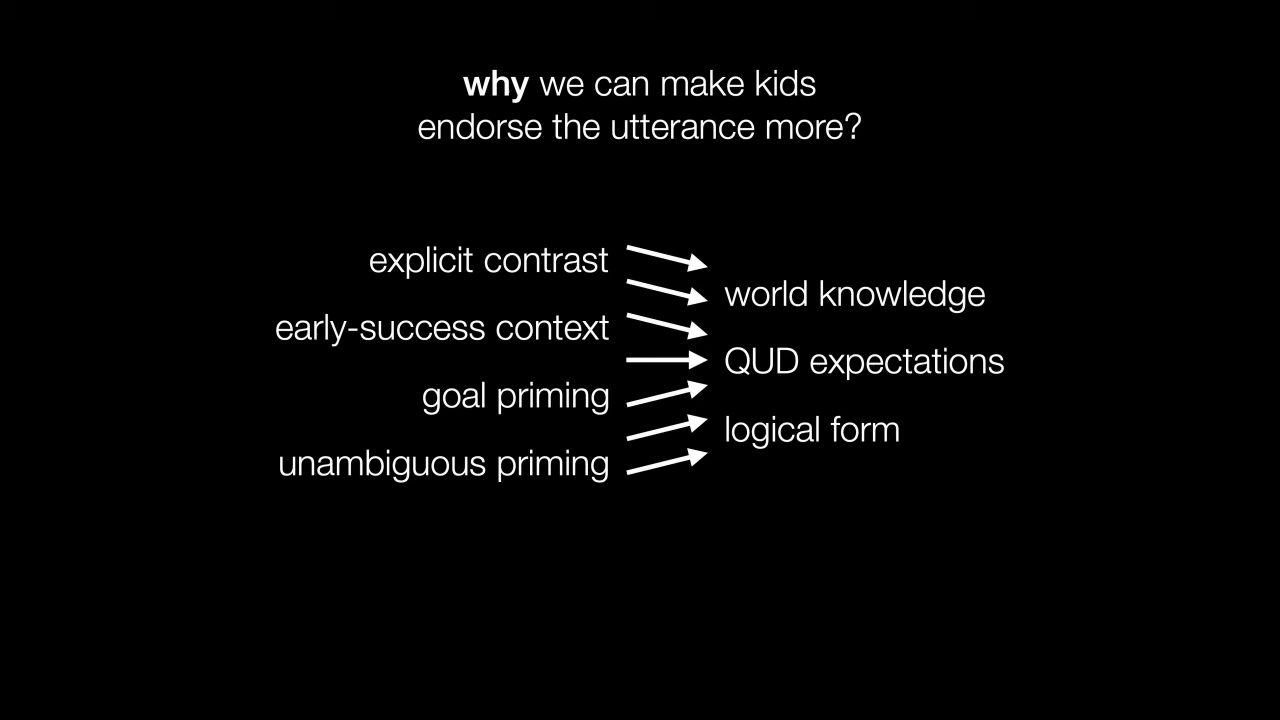 why we can make kids
endorse the utterance more?
explicit contrast
early-success context
goal priming
unambiguous priming
world knowledge
QUD expectations
logical form